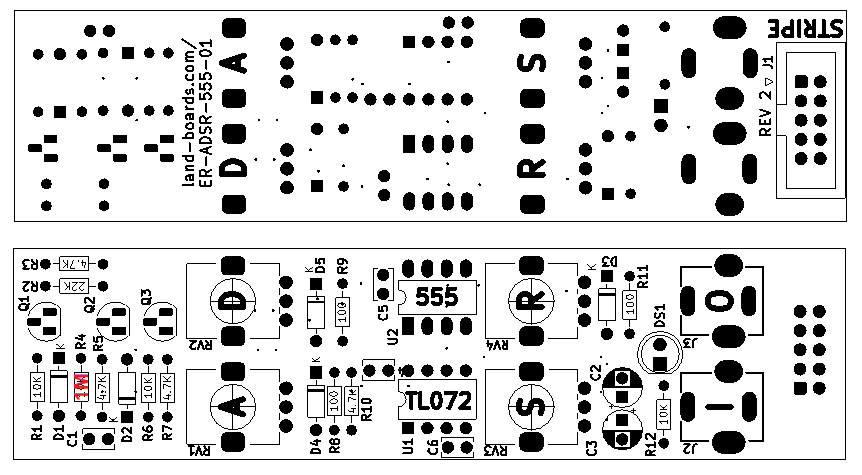 STRIPE
land-boards.com/
ER-ADSR-555-01
A
D
S
R
REV 2
J1
R3
4.7K
R2
22K
Q1
Q2
Q3
D
RV2
K
D5
R9
100
C5
555
U2
R
RV4
K
D3
R11
100
DS1
O
J3
R4
R5
K
10K
1M
4.7K
10K
4.7K
R1
D1
C1
K
D2
R6
R7
A
RV1
K
100
4.7K
D4
R8
R10
TL072
U1
C6
S
RV3
C2
C3
10K
R12
I
J2